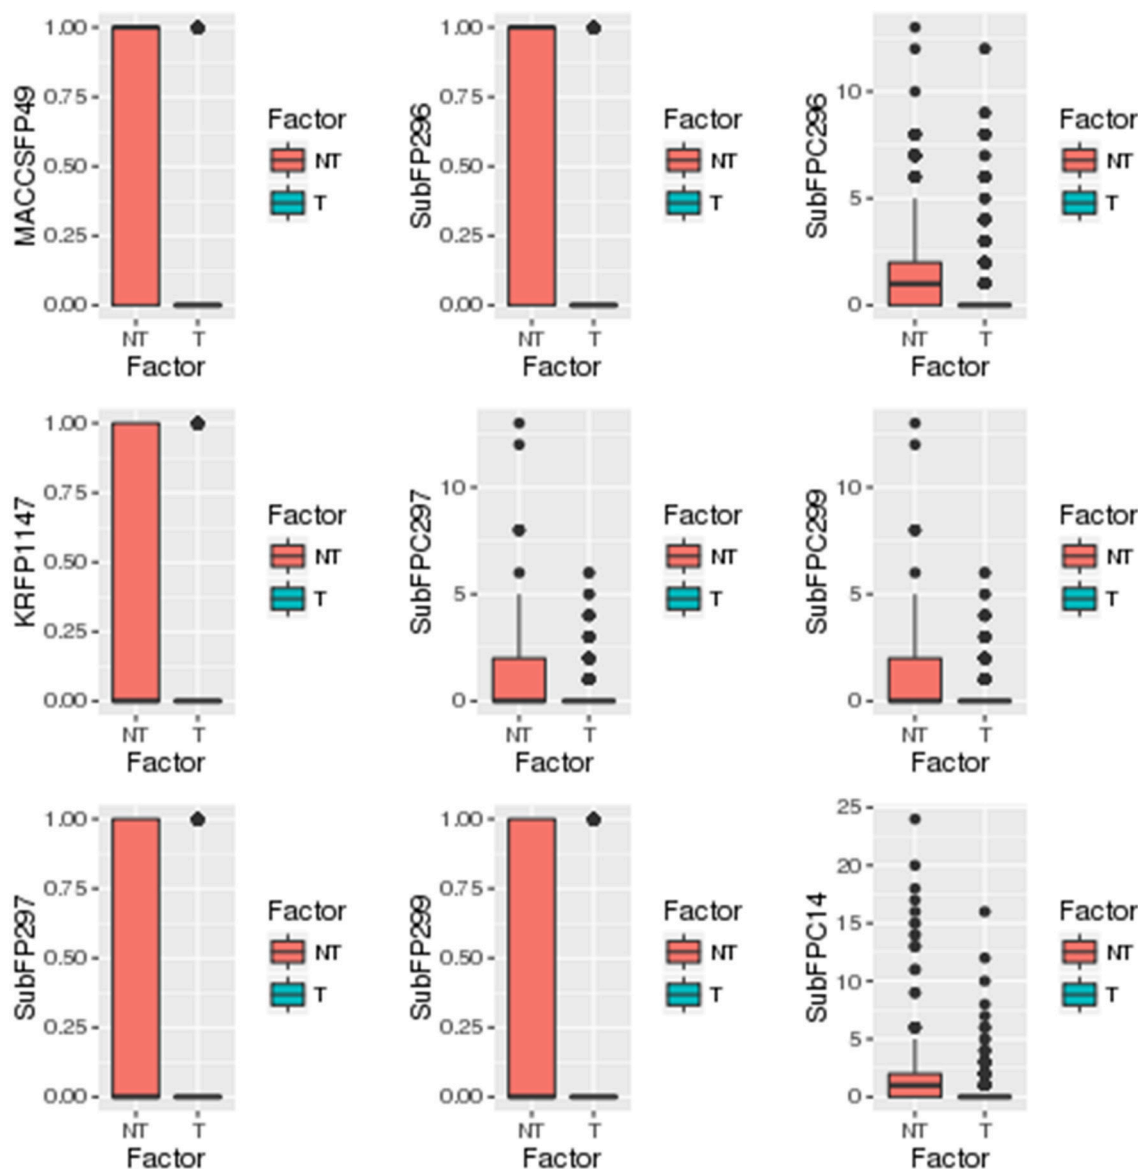 MACCSFP49
1.00
0.75
0.50
0.25
0.00
NT T
Factor
Factor
NT
T
SubFP296
1.00
0.75
0.50
0.25
0.00
NT T
Factor
Factor
NT
T
SubFPC296
10
5
0
NT T
Factor
Factor
NT
T
KRFP1147
1.00
0.75
0.50
0.25
0.00
NT T
Factor
Factor
NT
T
SubFPC297
10
5
0
NT T
Factor
Factor
NT
T
SubFPC299
10
5
0
NT T
Factor
Factor
NT
T
SubFP297
1.00
0.75
0.50
0.25
0.00
NT T
Factor
Factor
NT
T
SubFP299
1.00
0.75
0.50
0.25
0.00
NT T
Factor
Factor
NT
T
SubFPC14
25
20
15
10
5
0
NT T
Factor
Factor
NT
T